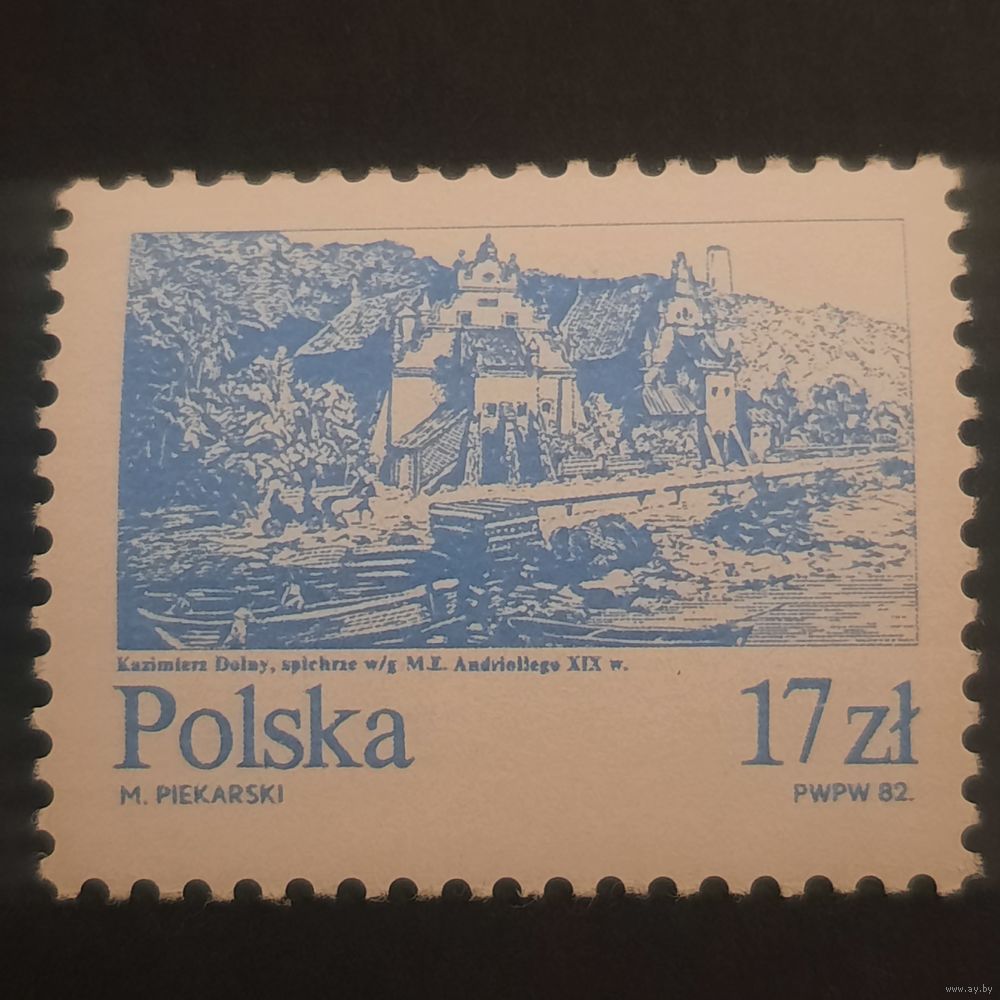 Kazimierz Dolny, spichrze w/g M.E. Andriollego XIX w.
Polska
17 zł
M. PIEKARSKI
PWPW 82.
www.ay.by